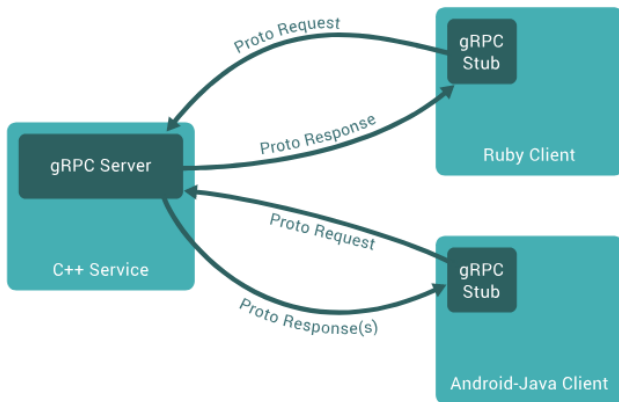 Proto Request
gRPC
Stub
Ruby Client
Proto Response
gRPC Server
C++ Service
Proto Request
gRPC
Stub
Proto Response(s)
Android-Java Client